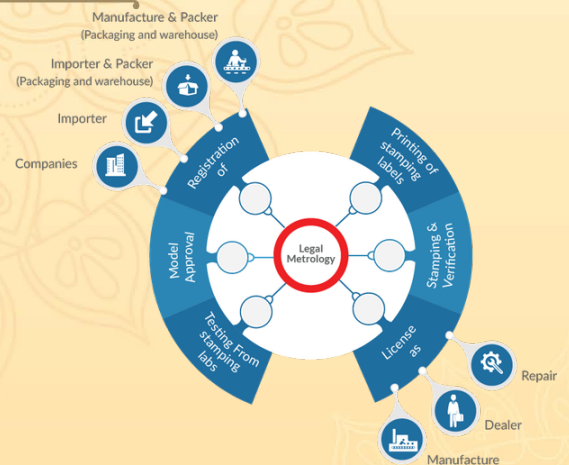 Manufacture & Packer
(Packaging and warehouse)
Importer & Packer
(Packaging and warehouse)
Importer
Companies
Registration
of
Model
Approval
Testing From
stamping
labs
Legal
Metrology
Printing of
stamping
labels
Stamping &
Verification
License
as
Repair
Dealer
Manufacture